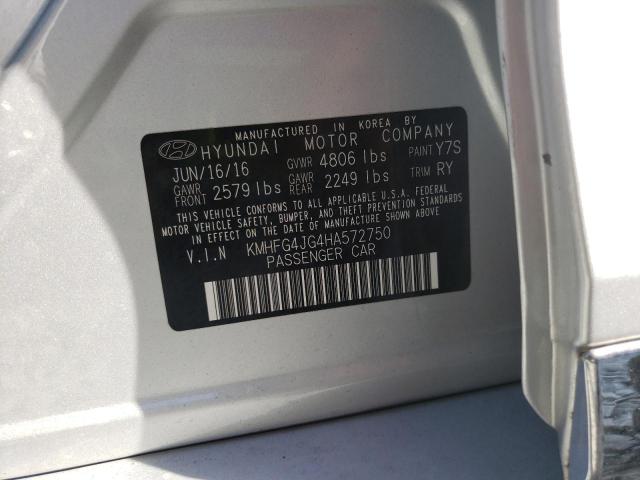 MANUFACTURED IN KOREA BY
HYUNDAI MOTOR COMPANY
JUN/16/16 GVWR 4806 lbs PAINT Y7S
GAWR FRONT 2579 lbs GAWR REAR 2249 lbs TRIM RY
THIS VEHICLE CONFORMS TO ALL APPLICABLE U.S.A. FEDERAL
MOTOR VEHICLE SAFETY, BUMPER, AND THEFT PREVENTION STANDARDS
IN EFFECT ON THE DATE OF MANUFACTURE SHOWN ABOVE.
V.I.N KMHFG4JG4HA572750
PASSENGER CAR